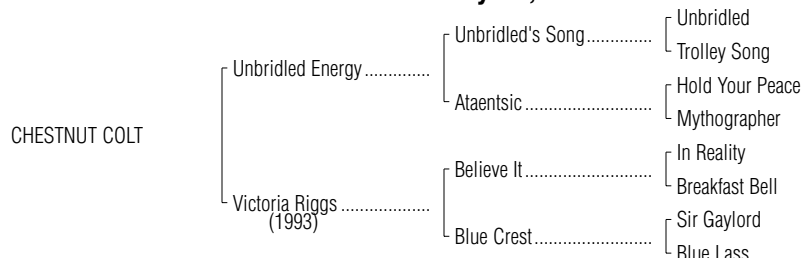 Unbridled
Unbridled's Song..............
Trolley Song
Unbridled Energy ..............
Hold Your Peace
Ataentsic ...........................
Mythographer
CHESTNUT COLT
In Reality
Believe It...........................
Breakfast Bell
Victoria Riggs ...................
(1993)
Sir Gaylord
Blue Crest.........................
Blue Lass